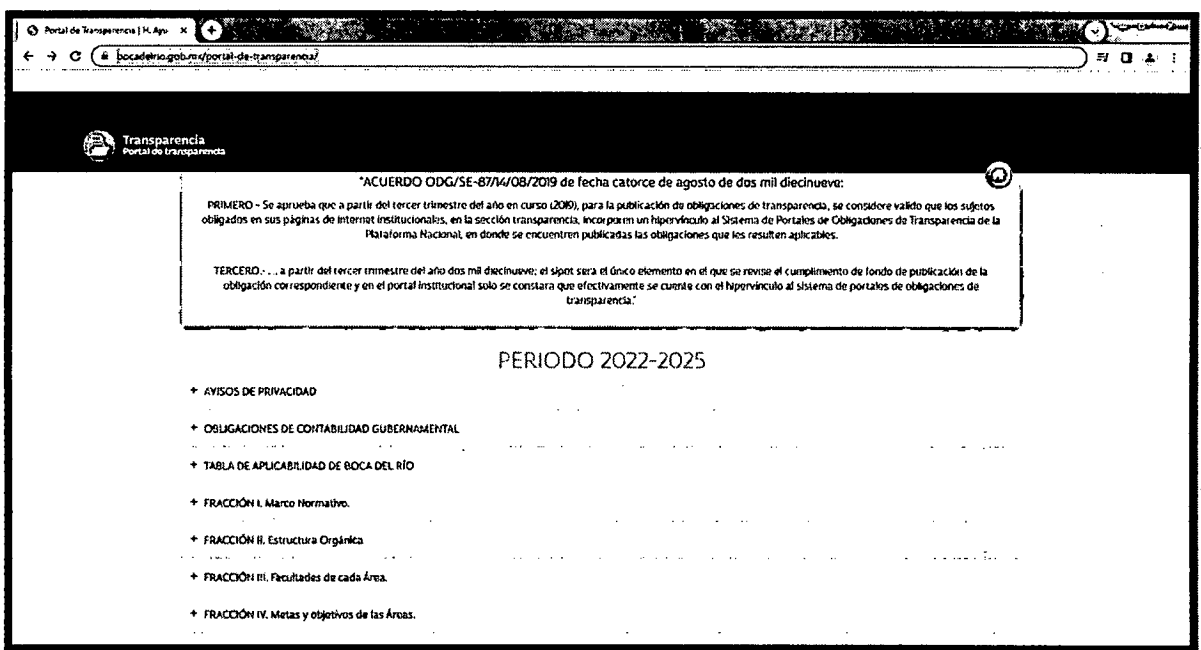 Portal de Transparencia | H. Ayu
bocadelrio.gob.mx/portal-de-transparencia/
Transparencia
Portal de transparencia
"ACUERDO ODG/SE-87/14/08/2019 de fecha catorce de agosto de dos mil diecinueve:
PRIMERO - Se aprueba que a partir del tercer trimestre del año en curso (2019), para la publicación de obligaciones de transparencia, se considere valido que los sujetos
obligados en sus páginas de internet institucionales, en la sección transparencia, incorporen un hipervínculo al Sistema de Portales de Obligaciones de Transparencia de la
Plataforma Nacional, en donde se encuentren publicadas las obligaciones que les resulten aplicables.
TERCERO.- ... a partir del tercer trimestre del año dos mil diecinueve; el sipot sera el único elemento en el que se revise el cumplimiento de fondo de publicación de la
obligación correspondiente y en el portal institucional solo se constara que efectivamente se cuente con el hipervínculo al sistema de portales de obligaciones de
transparencia."
PERIODO 2022-2025
+ AVISOS DE PRIVACIDAD
+ OBLIGACIONES DE CONTABILIDAD GUBERNAMENTAL
+ TABLA DE APLICABILIDAD DE BOCA DEL RÍO
+ FRACCIÓN I. Marco Normativo.
+ FRACCIÓN II. Estructura Orgánica
+ FRACCIÓN III. Facultades de cada Área.
+ FRACCIÓN IV. Metas y objetivos de las Áreas.